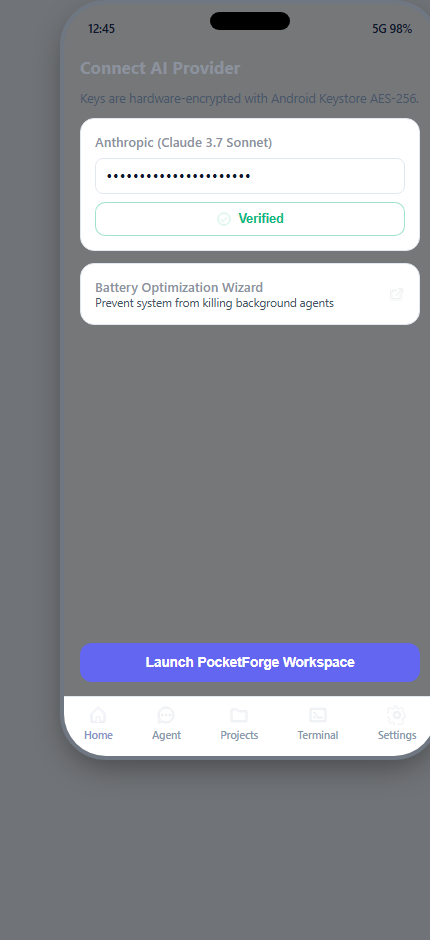 12:45
5G 98%
Connect AI Provider
Keys are hardware-encrypted with Android Keystore AES-256.
Anthropic (Claude 3.7 Sonnet)
••••••••••••••••••••••
Verified
Battery Optimization Wizard
Prevent system from killing background agents
Launch PocketForge Workspace
Home
Agent
Projects
Terminal
Settings